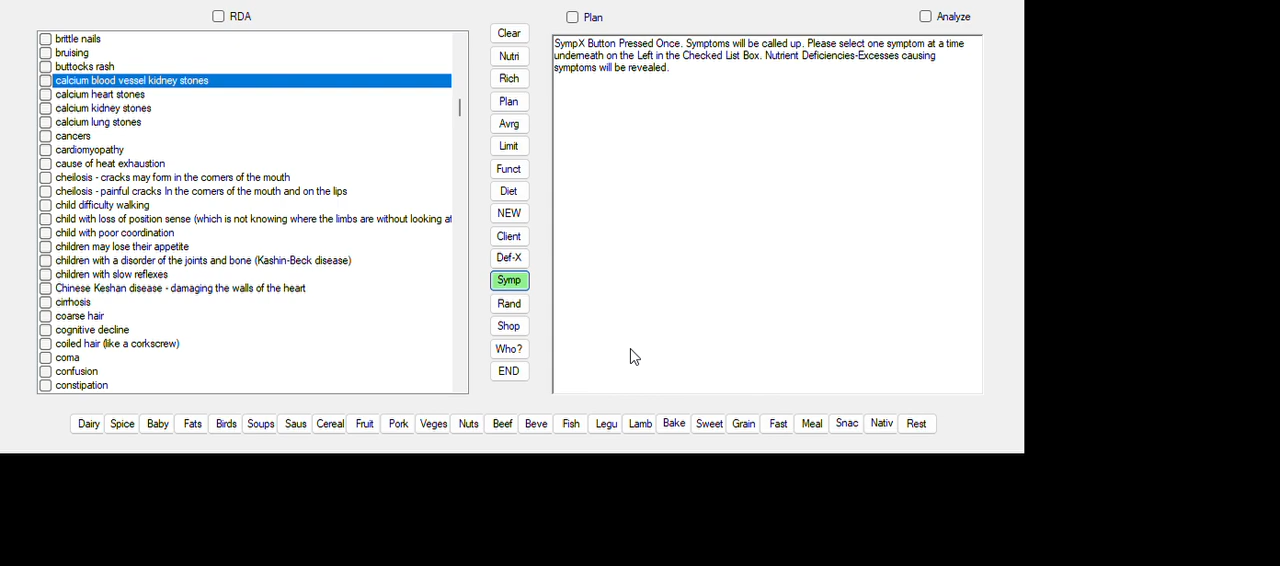 RDA
Plan
Analyze
brittle nails
bruising
buttocks rash
calcium blood vessel kidney stones
calcium heart stones
calcium kidney stones
calcium lung stones
cancers
cardiomyopathy
cause of heat exhaustion
cheilosis - cracks may form in the corners of the mouth
cheilosis - painful cracks In the corners of the mouth and on the lips
child difficulty walking
child with loss of position sense (which is not knowing where the limbs are without looking at
child with poor coordination
children may lose their appetite
children with a disorder of the joints and bone (Kashin-Beck disease)
children with slow reflexes
Chinese Keshan disease - damaging the walls of the heart
cirrhosis
coarse hair
cognitive decline
coiled hair (like a corkscrew)
coma
confusion
constipation
Clear
Nutri
Rich
Plan
Avrg
Limit
Funct
Diet
NEW
Client
Def-X
Symp
Rand
Shop
Who?
END
SympX Button Pressed Once. Symptoms will be called up. Please select one symptom at a time
underneath on the Left in the Checked List Box. Nutrient Deficiencies-Excesses causing
symptoms will be revealed.
Dairy Spice Baby Fats Birds Soups Saus Cereal Fruit Pork Veges Nuts Beef Beve Fish Legu Lamb Bake Sweet Grain Fast Meal Snac Nativ Rest